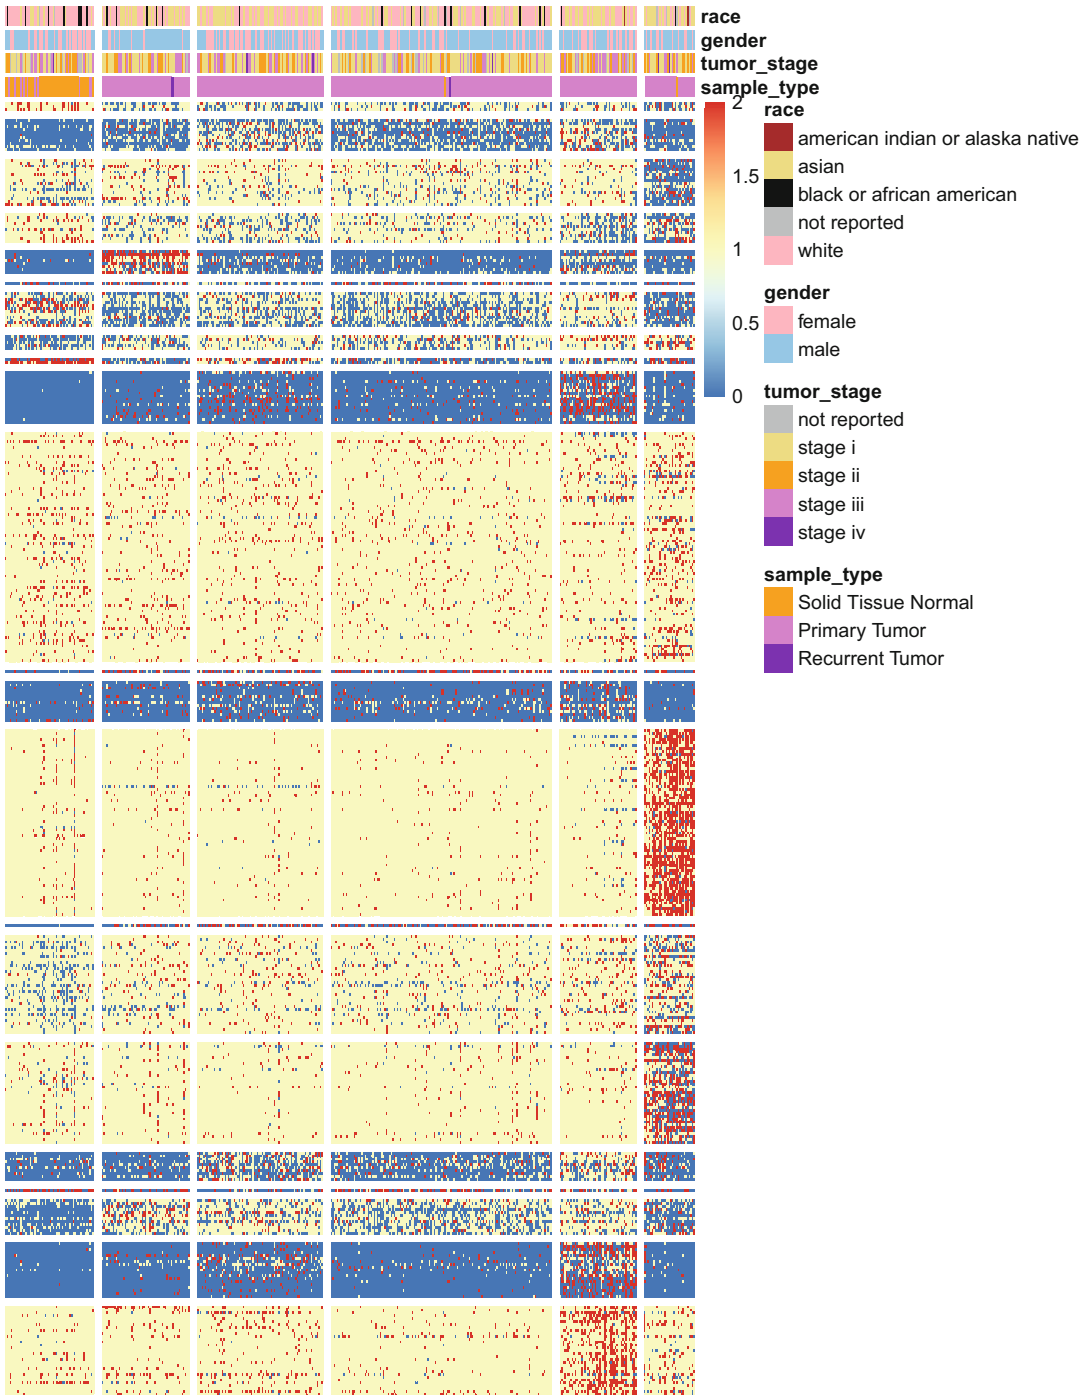 race
gender
tumor_stage
sample_type
2
1.5
1
0.5
0
race
american indian or alaska native
asian
black or african american
not reported
white
gender
female
male
tumor_stage
not reported
stage i
stage ii
stage iii
stage iv
sample_type
Solid Tissue Normal
Primary Tumor
Recurrent Tumor